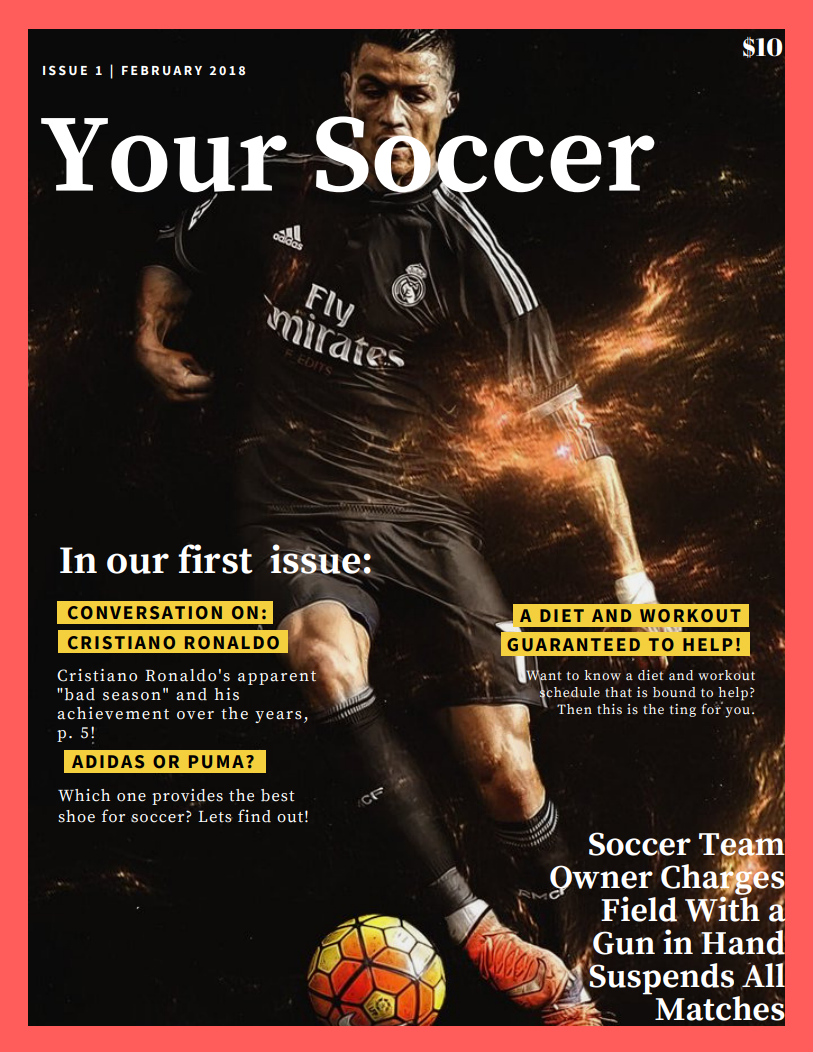 $10
ISSUE 1 | FEBRUARY 2018
Your Soccer
adidas
Fly
Emirates
F.EDITS
In our first issue:
CONVERSATION ON:
CRISTIANO RONALDO
Cristiano Ronaldo's apparent
"bad season" and his
achievement over the years,
p. 5!
ADIDAS OR PUMA?
Which one provides the best
shoe for soccer? Lets find out!
A DIET AND WORKOUT
GUARANTEED TO HELP!
Want to know a diet and workout
schedule that is bound to help?
Then this is the ting for you.
Soccer Team
Owner Charges
Field With a
Gun in Hand
Suspends All
Matches